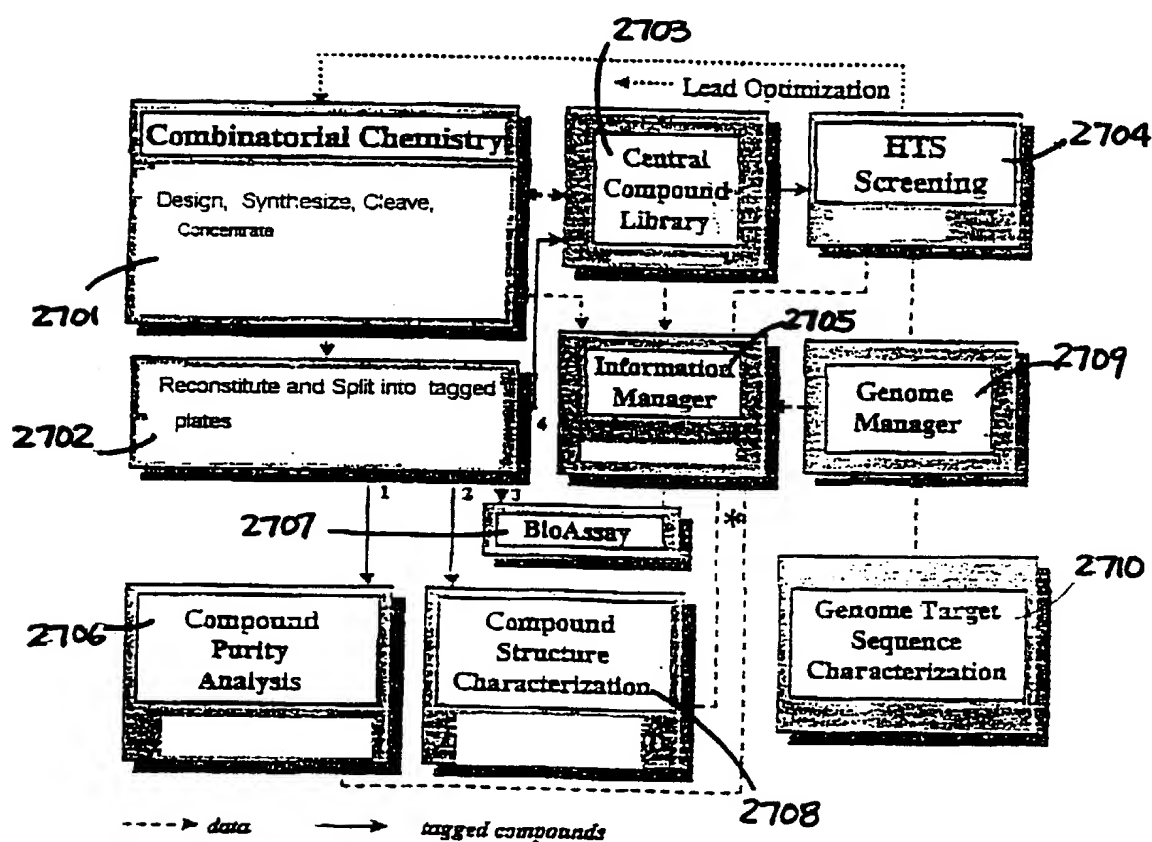 2703
Lead Optimization
Combinatorial Chemistry
Design, Synthesize, Cleave,
Concentrate
2701
Central
Compound
Library
HTS
Screening
2704
2705
Information
Manager
Genome
Manager
2709
Reconstitute and Split into tagged
plates
2702
4
1
2
3
2707
BioAssay
*
2706
Compound
Purity
Analysis
Compound
Structure
Characterization
2708
Genome Target
Sequence
Characterization
2710
data
tagged compounds